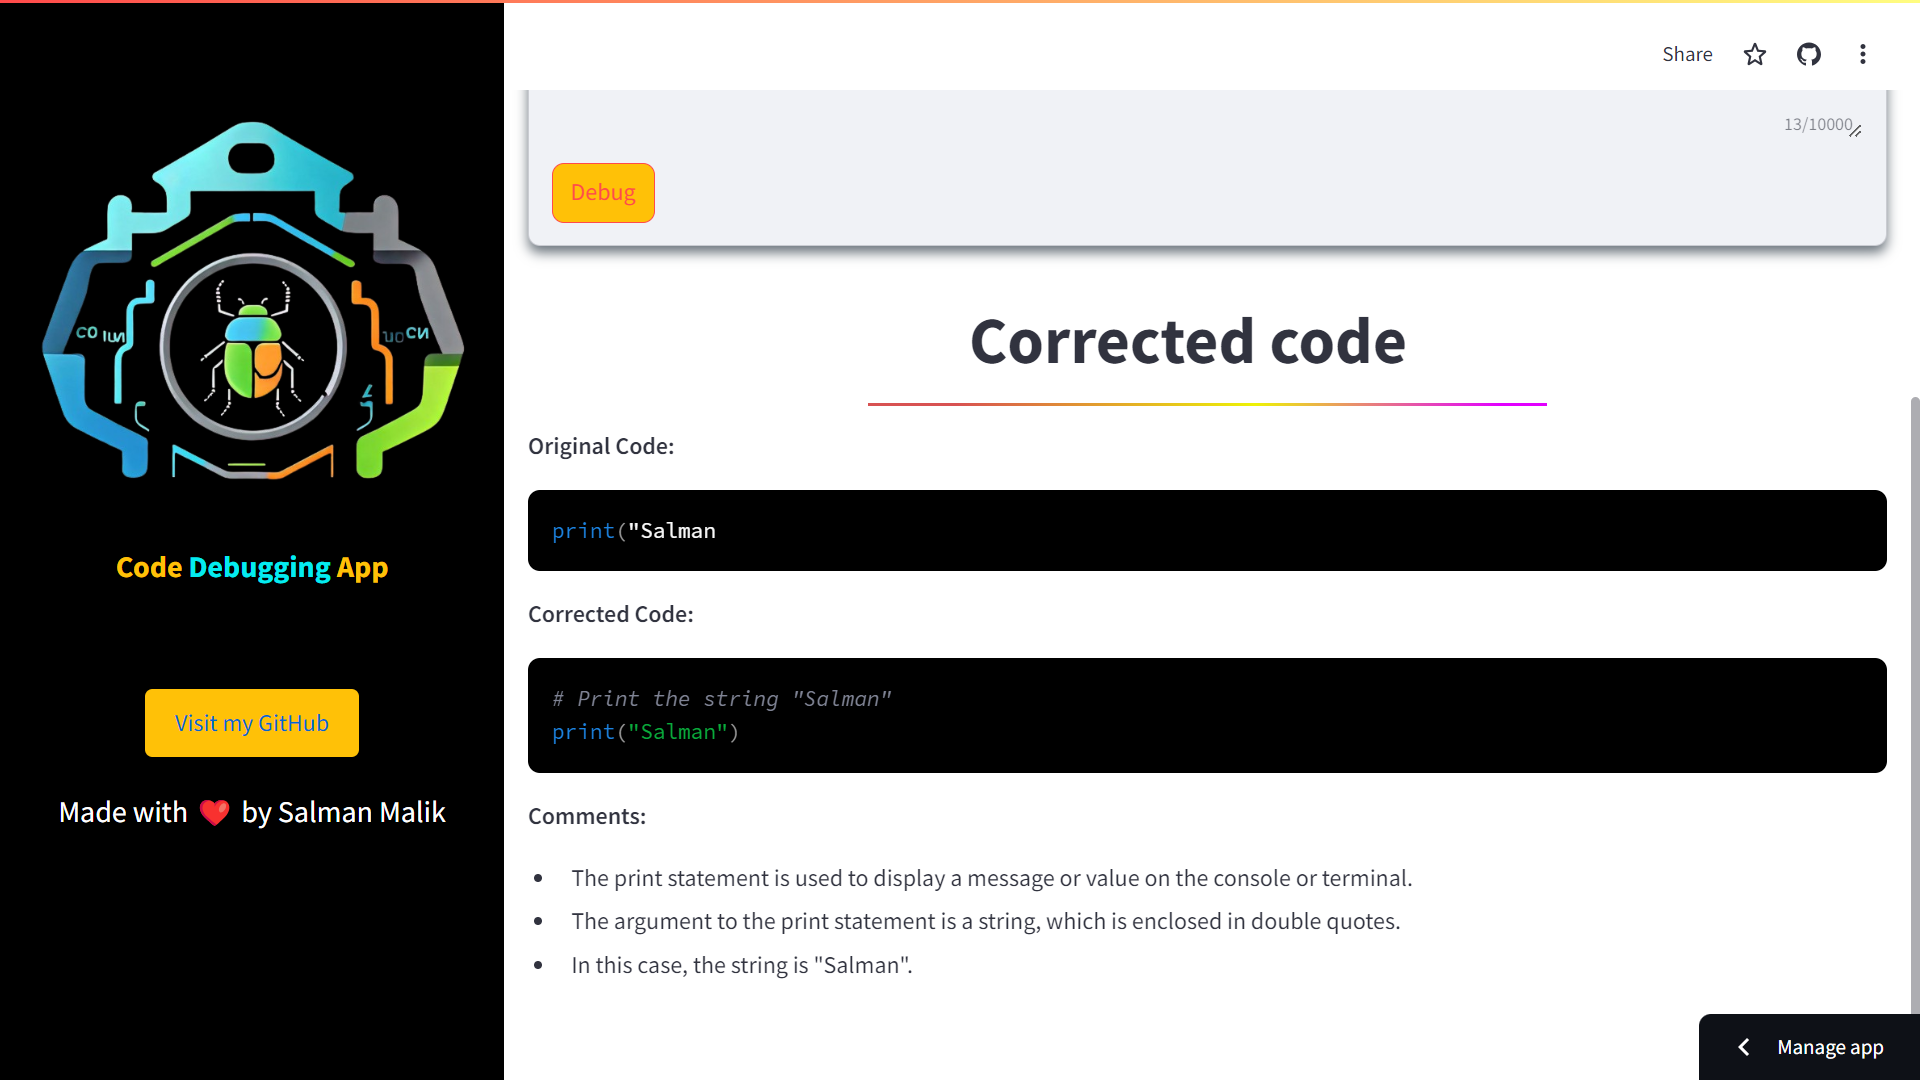 Share
13/10000
Debug
Code Debugging App
Visit my GitHub
Made with ❤️ by Salman Malik
Corrected code
Original Code:
print("Salman
Corrected Code:
# Print the string "Salman"
print("Salman")
Comments:
• The print statement is used to display a message or value on the console or terminal.
• The argument to the print statement is a string, which is enclosed in double quotes.
• In this case, the string is "Salman".
Manage app